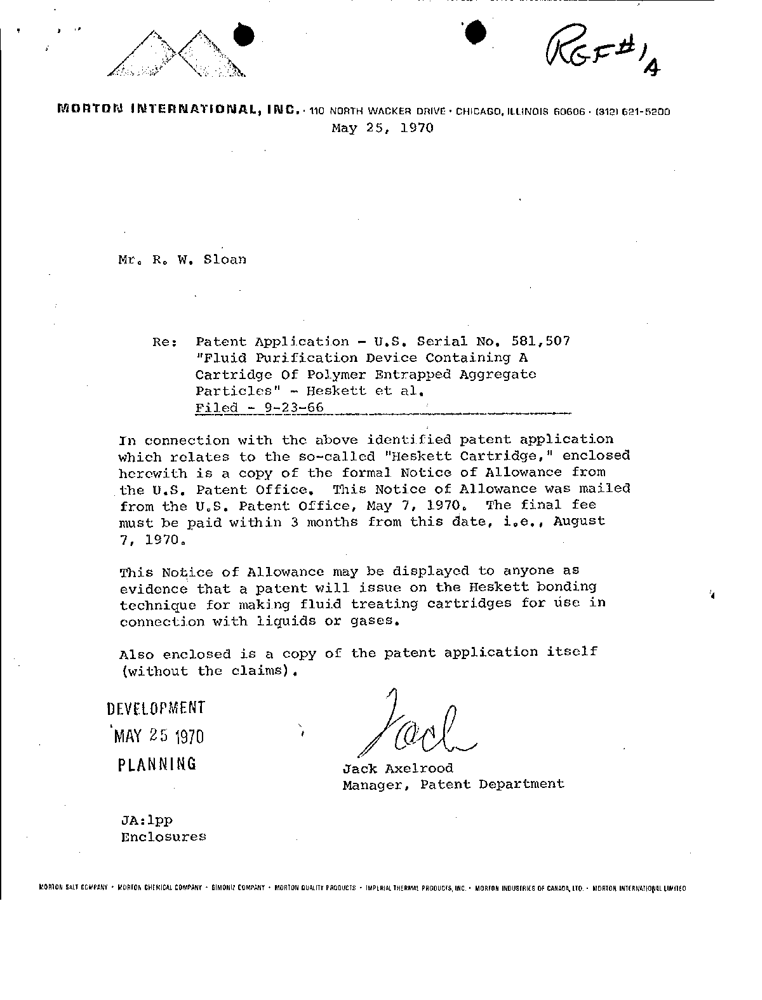 RGF#1A
MORTON INTERNATIONAL, INC. · 110 NORTH WACKER DRIVE · CHICAGO, ILLINOIS 60606 · (312) 621-5200
May 25, 1970
Mr. R. W. Sloan
Re: Patent Application - U.S. Serial No. 581,507
"Fluid Purification Device Containing A
Cartridge Of Polymer Entrapped Aggregate
Particles" - Heskett et al.
Filed - 9-23-66
In connection with the above identified patent application
which relates to the so-called "Heskett Cartridge," enclosed
herewith is a copy of the formal Notice of Allowance from
the U.S. Patent Office. This Notice of Allowance was mailed
from the U.S. Patent Office, May 7, 1970. The final fee
must be paid within 3 months from this date, i.e., August
7, 1970.
This Notice of Allowance may be displayed to anyone as
evidence that a patent will issue on the Heskett bonding
technique for making fluid treating cartridges for use in
connection with liquids or gases.
Also enclosed is a copy of the patent application itself
(without the claims).
DEVELOPMENT
MAY 25 1970
PLANNING
Jack
Jack Axelrood
Manager, Patent Department
JA:lpp
Enclosures
MORTON SALT COMPANY · MORTON CHEMICAL COMPANY · SIMONIZ COMPANY · MORTON QUALITY PRODUCTS · IMPERIAL THERMAL PRODUCTS, INC. · MORTON INDUSTRIES OF CANADA, LTD. · MORTON INTERNATIONAL LIMITED